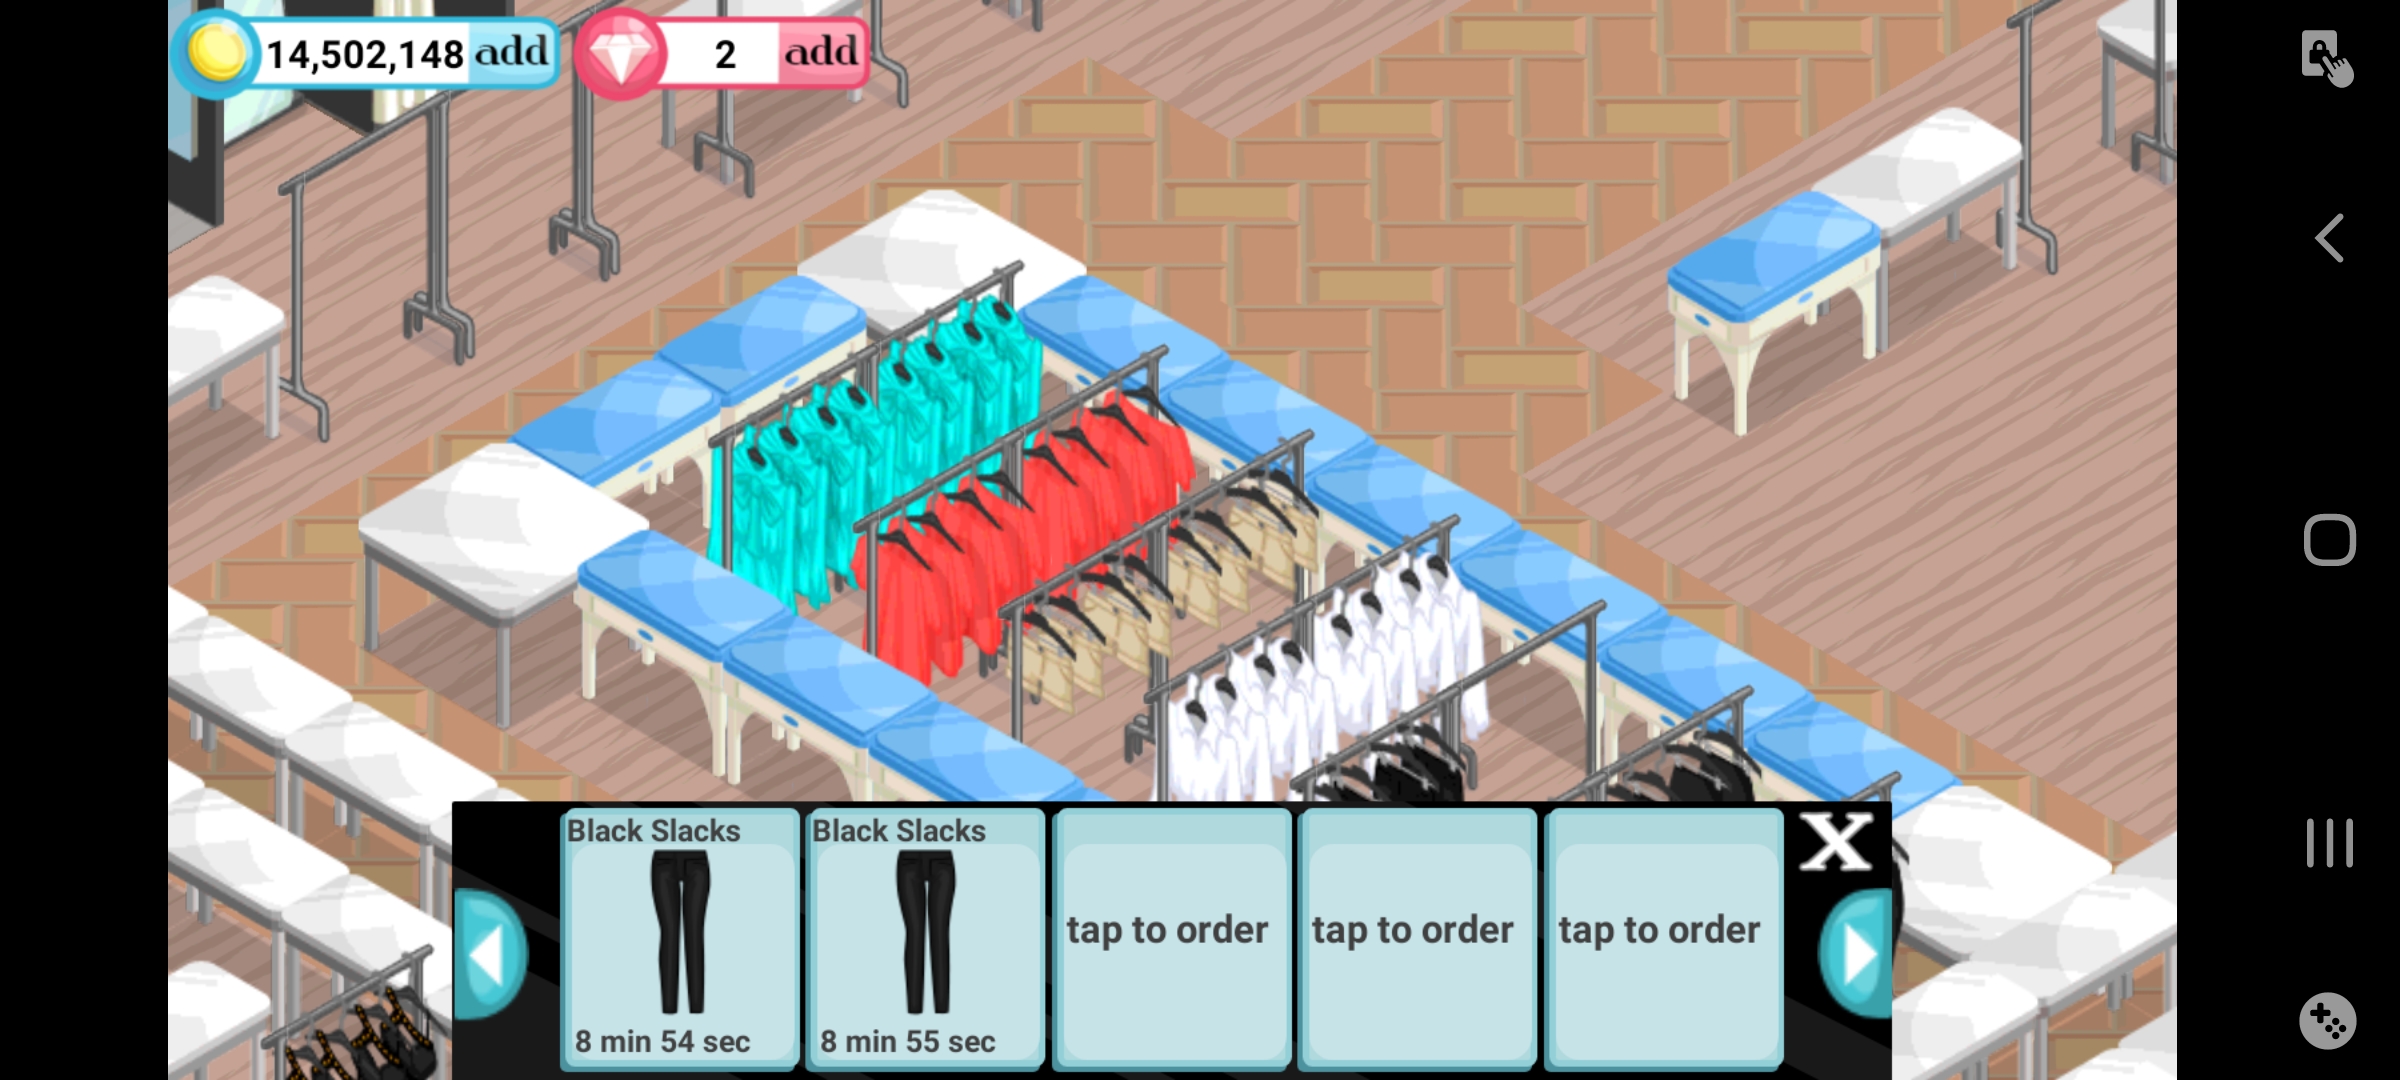 14,502,148 add
2 add
Black Slacks
Black Slacks
tap to order
tap to order
tap to order
8 min 54 sec
8 min 55 sec
X